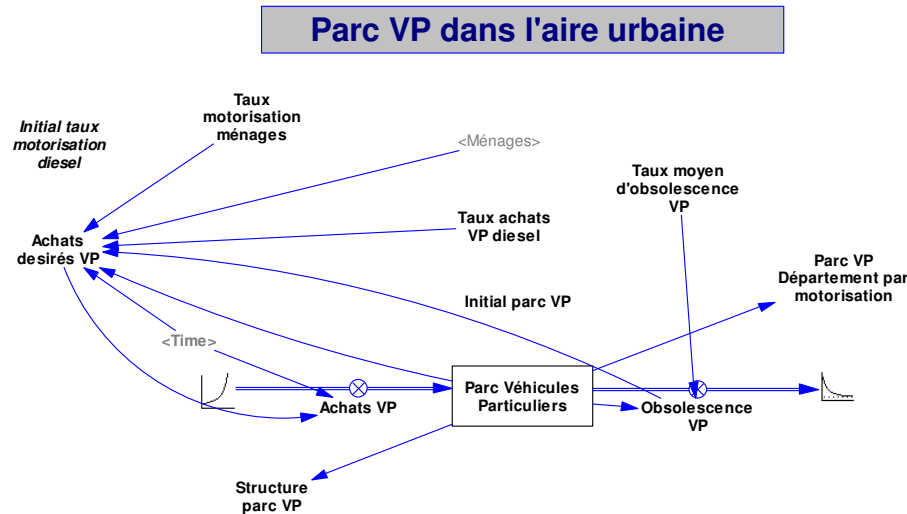 Parc VP dans l'aire urbaine
Initial taux
motorisation
diesel
Taux
motorisation
ménages
<Ménages>
Taux moyen
d'obsolescence
VP
Achats
desirés VP
Taux achats
VP diesel
Parc VP
Département par
motorisation
Initial parc VP
<Time>
Achats VP
Parc Véhicules
Particuliers
Obsolescence
VP
Structure
parc VP